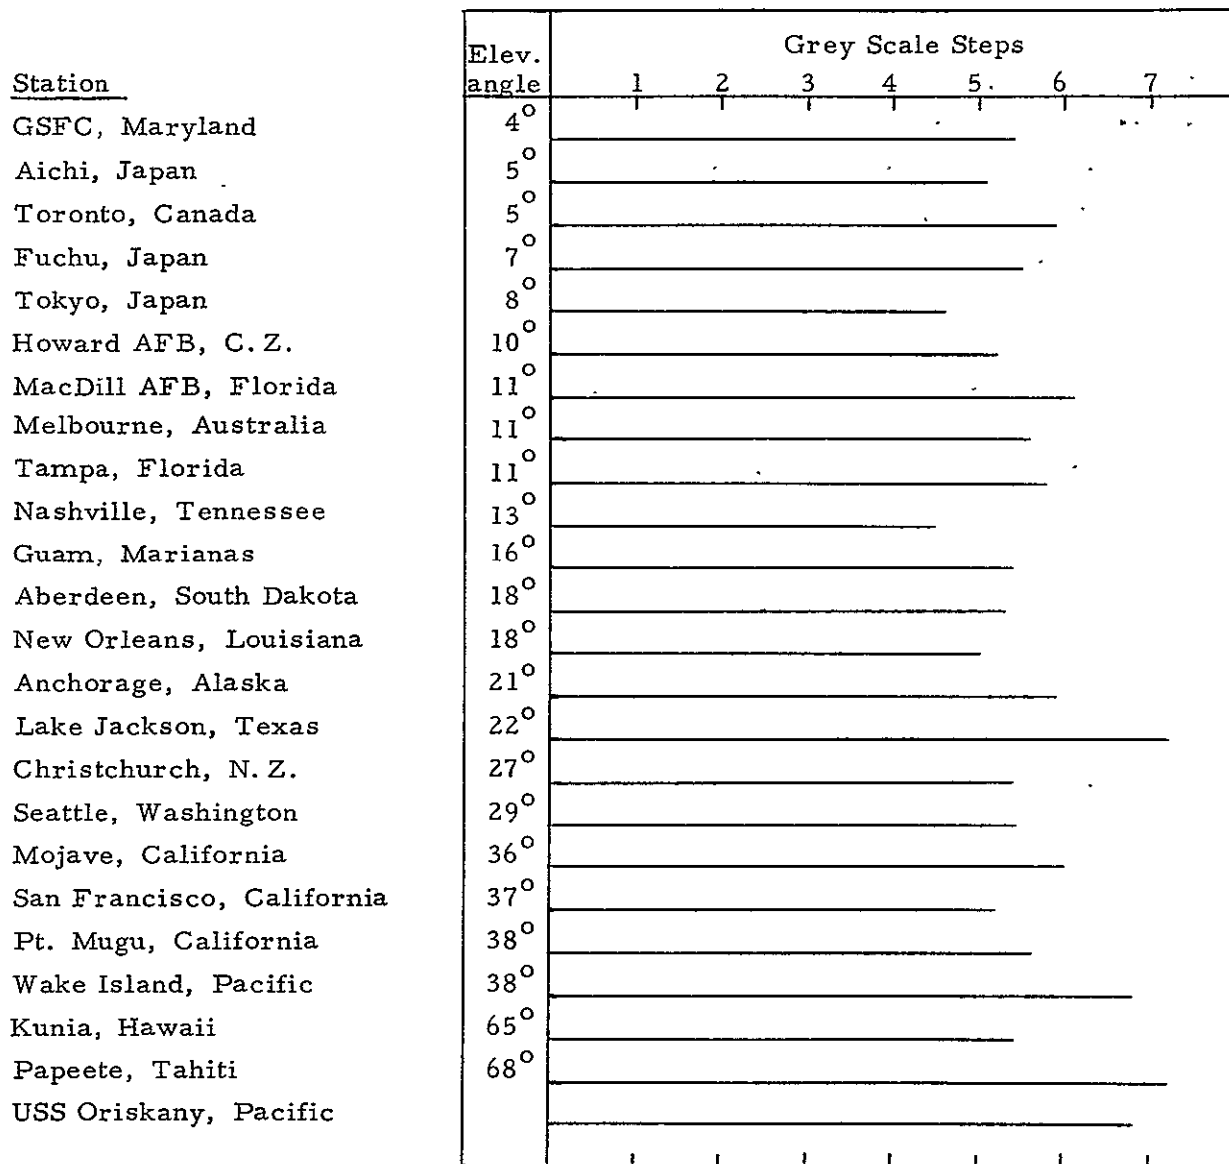 Elev. angle Grey Scale Steps
Station 1 2 3 4 5 6 7
GSFC, Maryland 4°
Aichi, Japan 5°
Toronto, Canada 5°
Fuchu, Japan 7°
Tokyo, Japan 8°
Howard AFB, C. Z. 10°
MacDill AFB, Florida 11°
Melbourne, Australia 11°
Tampa, Florida 11°
Nashville, Tennessee 13°
Guam, Marianas 16°
Aberdeen, South Dakota 18°
New Orleans, Louisiana 18°
Anchorage, Alaska 21°
Lake Jackson, Texas 22°
Christchurch, N. Z. 27°
Seattle, Washington 29°
Mojave, California 36°
San Francisco, California 37°
Pt. Mugu, California 38°
Wake Island, Pacific 38°
Kunia, Hawaii 65°
Papeete, Tahiti 68°
USS Oriskany, Pacific